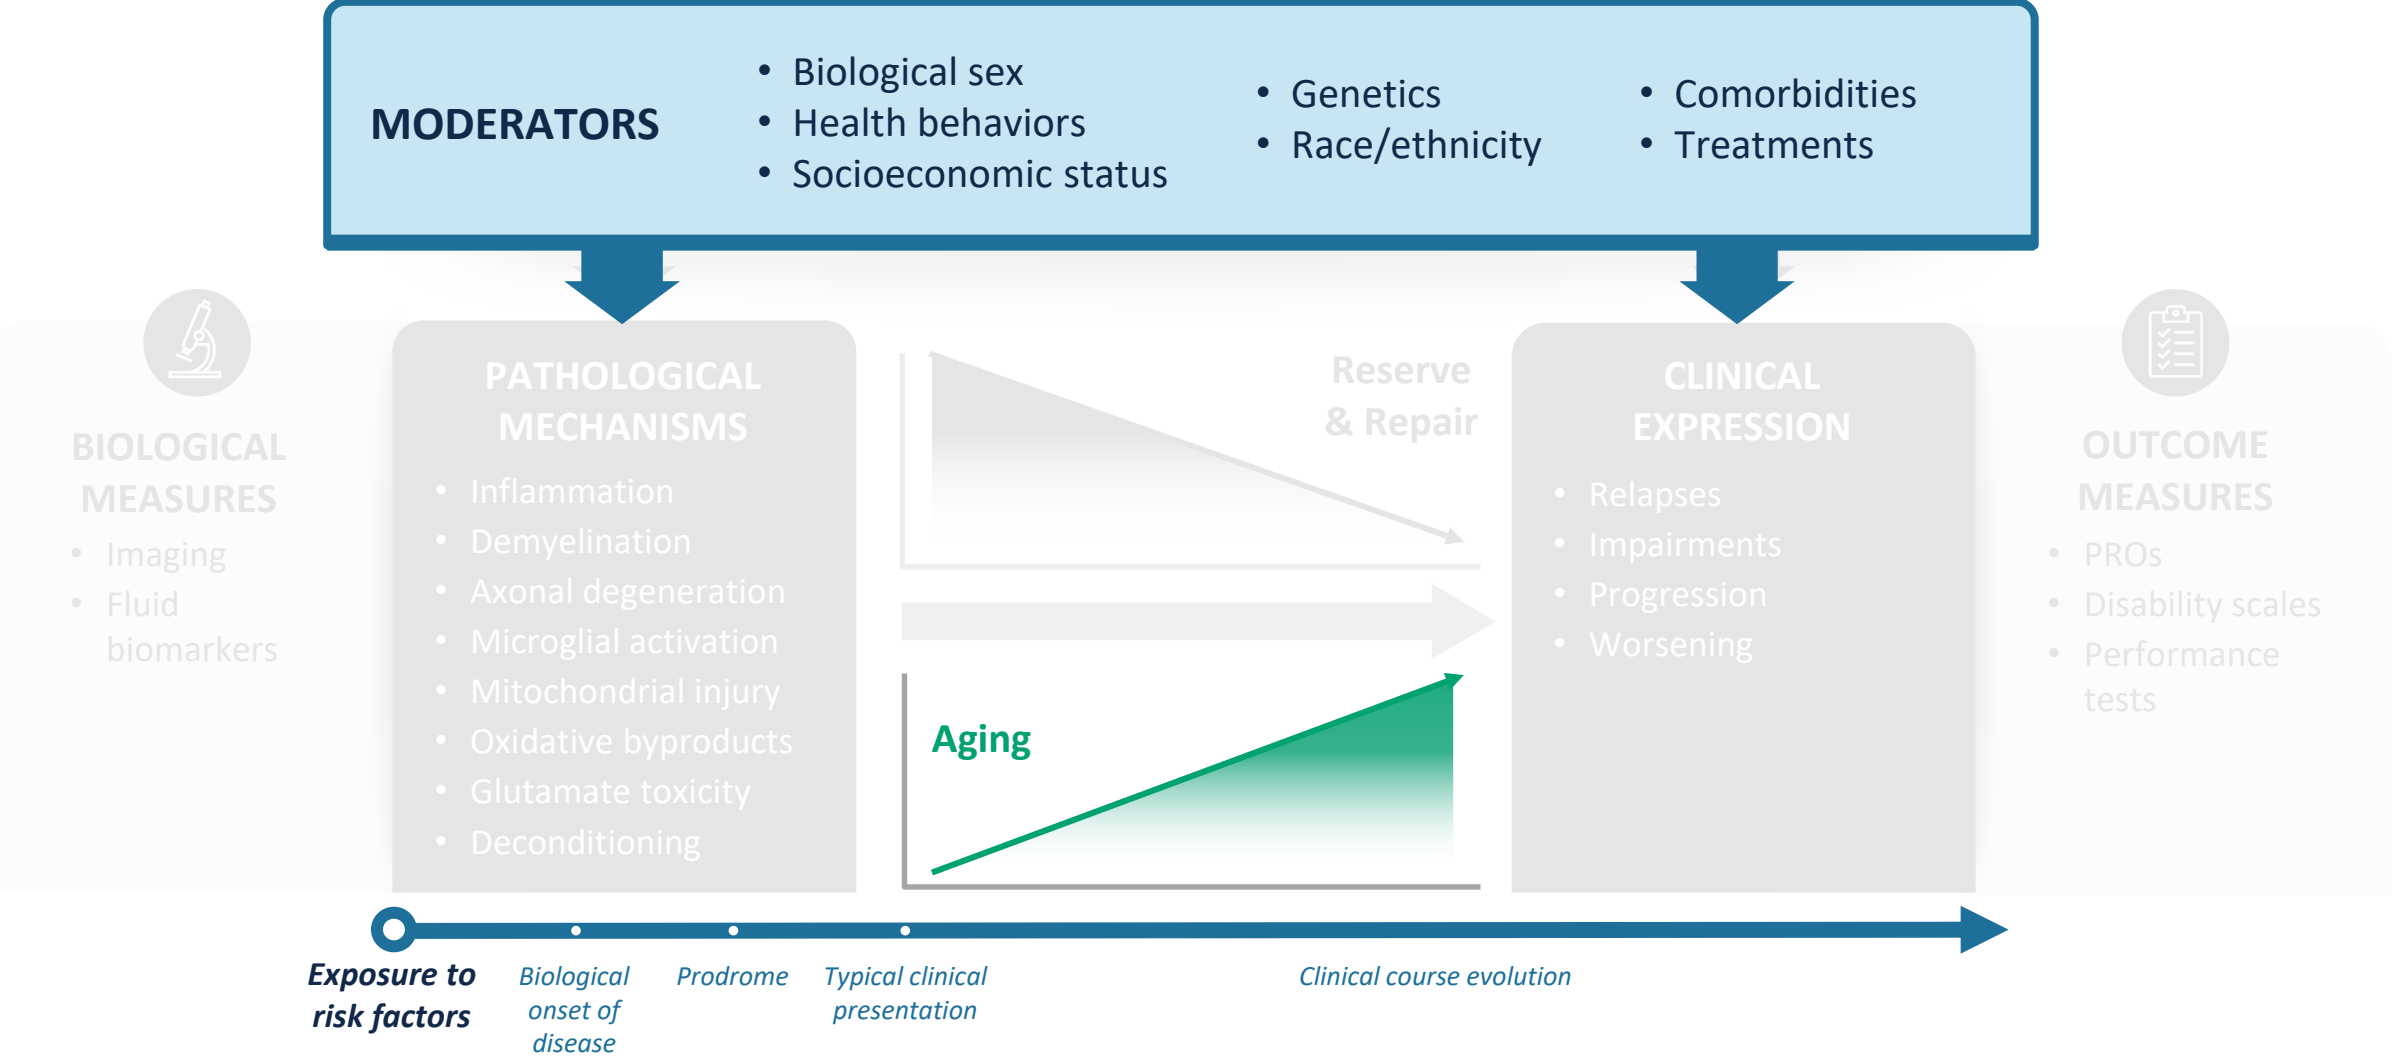 MODERATORS
• Biological sex
• Health behaviors
• Socioeconomic status
• Genetics
• Race/ethnicity
• Comorbidities
• Treatments
BIOLOGICAL
MEASURES
• Imaging
• Fluid
biomarkers
PATHOLOGICAL
MECHANISMS
• Inflammation
• Demyelination
• Axonal degeneration
• Microglial activation
• Mitochondrial injury
• Oxidative byproducts
• Glutamate toxicity
• Deconditioning
Reserve
& Repair
Aging
CLINICAL
EXPRESSION
• Relapses
• Impairments
• Progression
• Worsening
OUTCOME
MEASURES
• PROs
• Disability scales
• Performance
tests
Exposure to
risk factors
Biological
onset of
disease
Prodrome
Typical clinical
presentation
Clinical course evolution